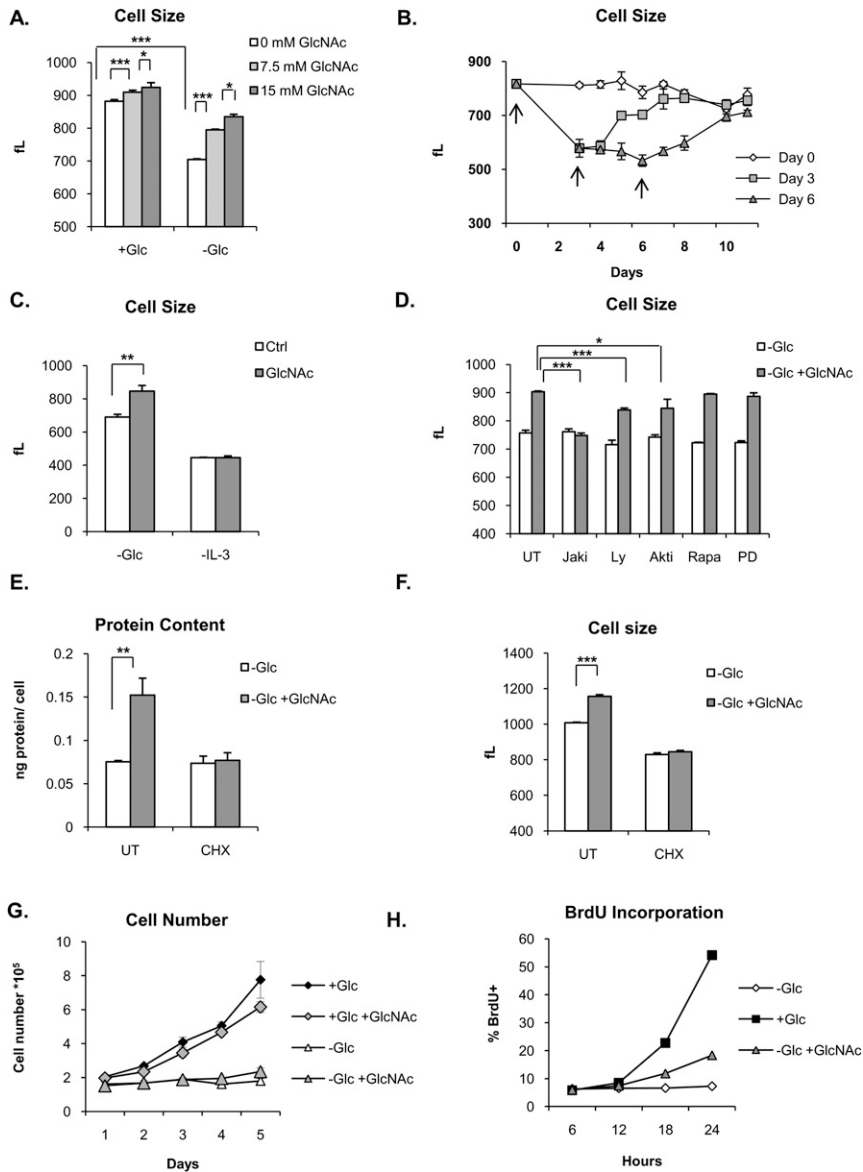 A.
Cell Size
0 mM GlcNAc
7.5 mM GlcNAc
15 mM GlcNAc
***
***
*
***
*
1000
900
800
700
600
500
fL
+Glc
-Glc
B.
Cell Size
900
700
500
300
fL
0
2
4
6
8
10
Days
Day 0
Day 3
Day 6
C.
Cell Size
Ctrl
GlcNAc
**
1000
800
600
400
200
0
fL
-Glc
-IL-3
D.
Cell Size
-Glc
-Glc +GlcNAc
*
***
***
1000
900
800
700
600
500
400
fL
UT
Jaki
Ly
Akti
Rapa
PD
E.
Protein Content
-Glc
-Glc +GlcNAc
**
0.2
0.15
0.1
0.05
0
ng protein/ cell
UT
CHX
F.
Cell size
-Glc
-Glc +GlcNAc
***
1400
1200
1000
800
600
400
fL
UT
CHX
G.
Cell Number
10
8
6
4
2
0
Cell number *10⁵
1
2
3
4
5
Days
+Glc
+Glc +GlcNAc
-Glc
-Glc +GlcNAc
H.
BrdU Incorporation
60
50
40
30
20
10
0
% BrdU+
6
12
18
24
Hours
-Glc
+Glc
-Glc +GlcNAc